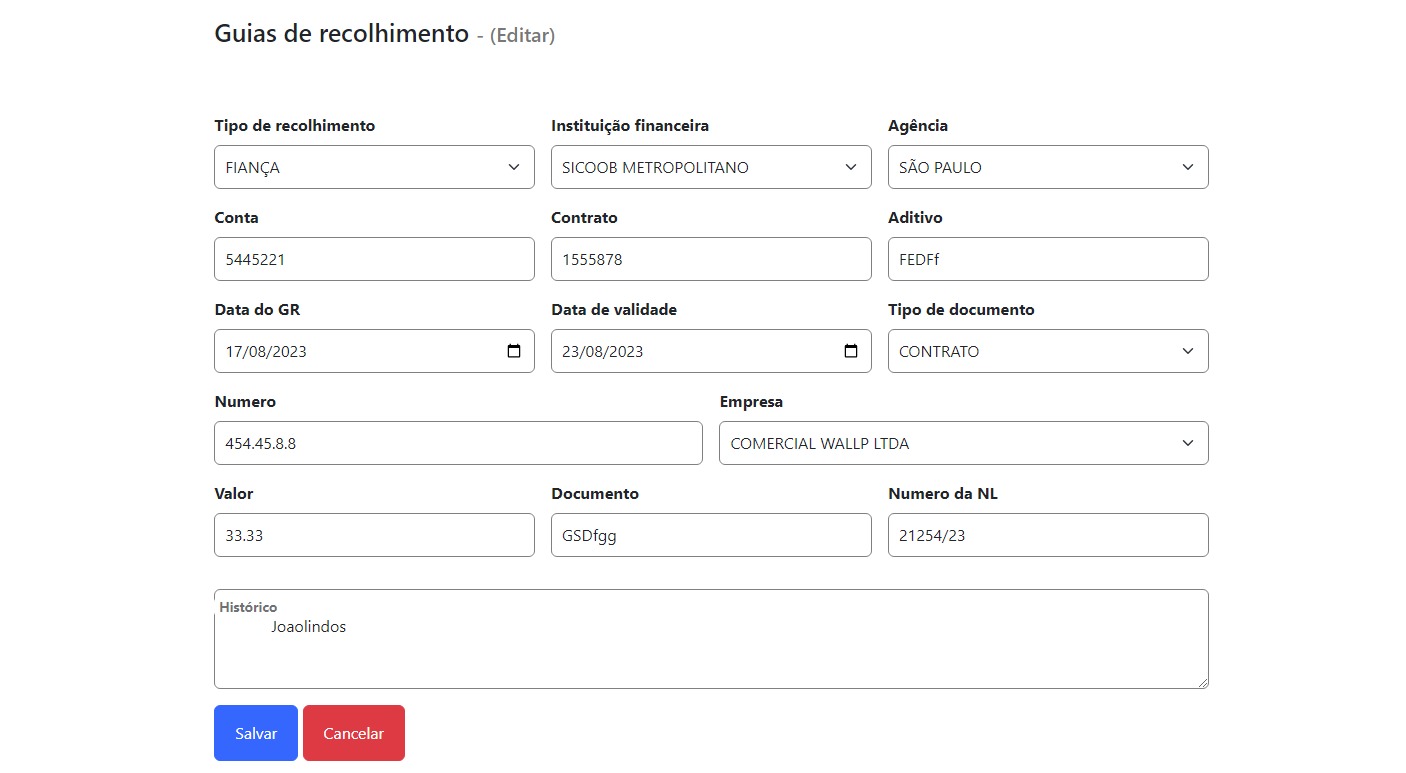 Guias de recolhimento - (Editar)
Tipo de recolhimento Instituição financeira Agência
FIANÇA SICOOB METROPOLITANO SÃO PAULO
Conta Contrato Aditivo
5445221 1555878 FEDFf
Data do GR Data de validade Tipo de documento
17/08/2023 23/08/2023 CONTRATO
Numero Empresa
454.45.8.8 COMERCIAL WALLP LTDA
Valor Documento Numero da NL
33.33 GSDfgg 21254/23
Histórico
Joaolindos
Salvar Cancelar